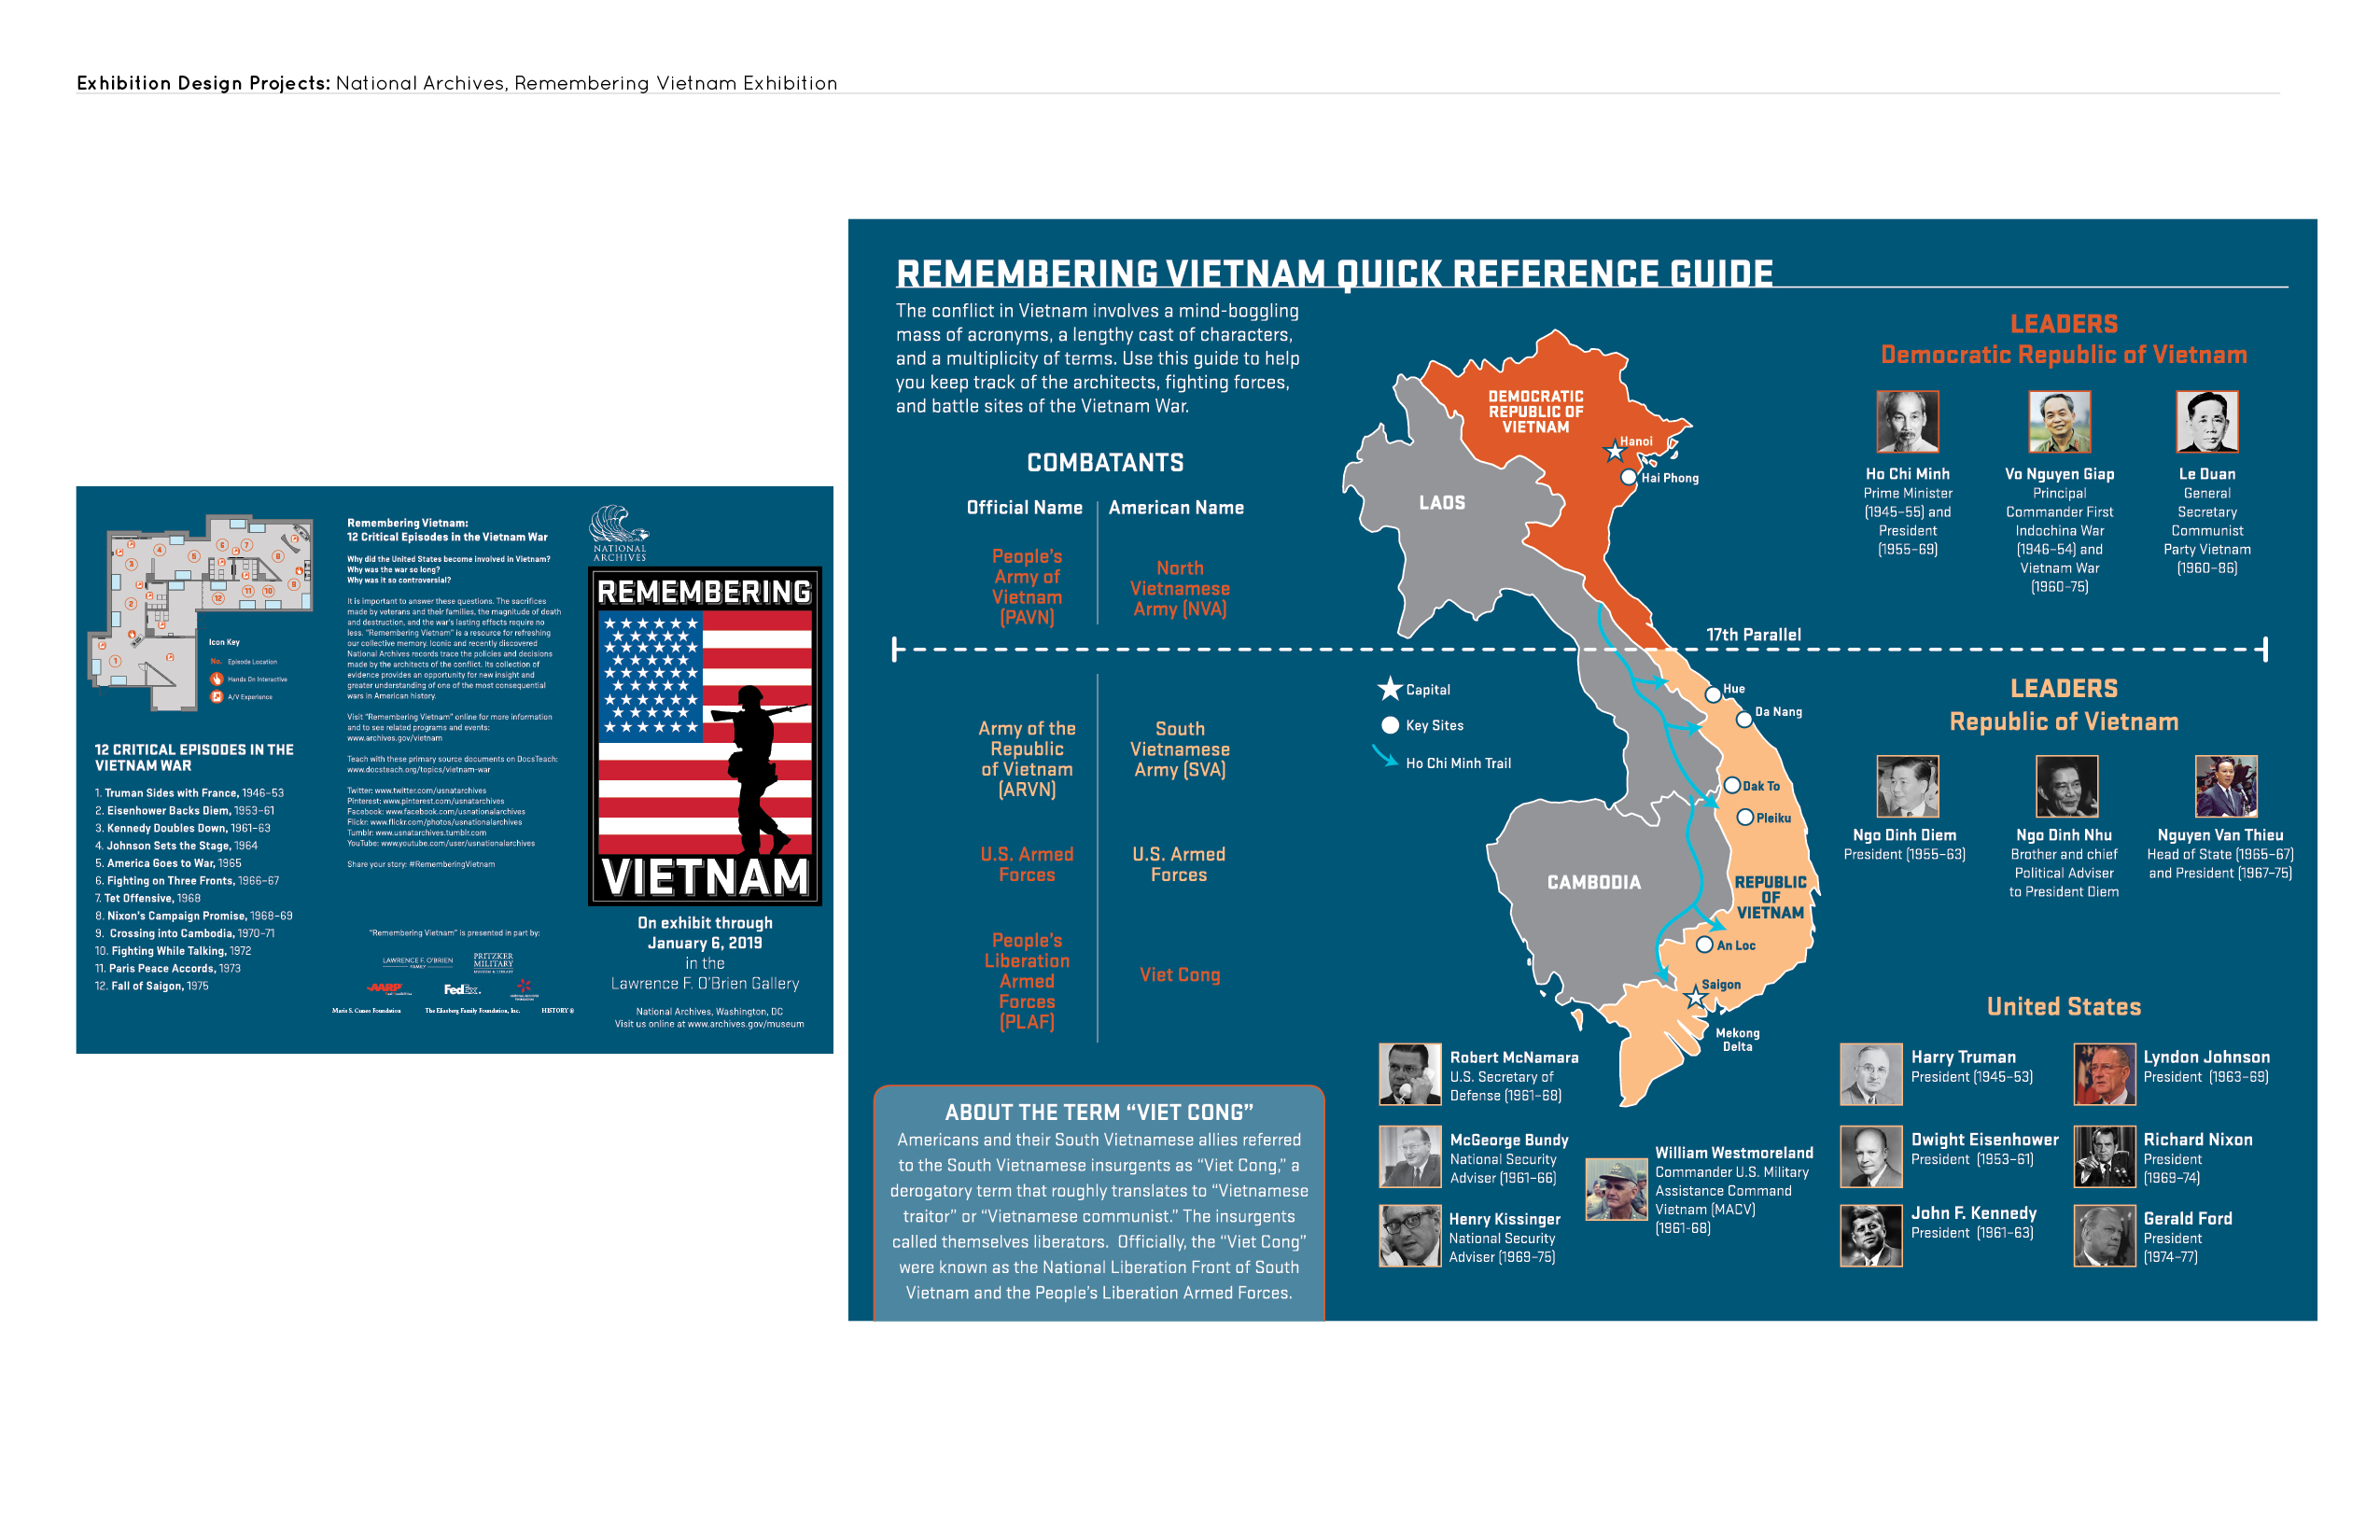 Exhibition Design Projects: National Archives, Remembering Vietnam Exhibition
Icon Key
No. Episode Location
Hands On Interactive
A/V Experience
12 CRITICAL EPISODES IN THE
VIETNAM WAR
1. Truman Sides with France, 1946–53
2. Eisenhower Backs Diem, 1953–61
3. Kennedy Doubles Down, 1961–63
4. Johnson Sets the Stage, 1964
5. America Goes to War, 1965
6. Fighting on Three Fronts, 1966–67
7. Tet Offensive, 1968
8. Nixon's Campaign Promise, 1968–69
9. Crossing into Cambodia, 1970–71
10. Fighting While Talking, 1972
11. Paris Peace Accords, 1973
12. Fall of Saigon, 1975
Remembering Vietnam:
12 Critical Episodes in the Vietnam War
Why did the United States become involved in Vietnam?
Why was the war so long?
Why was it so controversial?
It is important to answer these questions. The sacrifices
made by veterans and their families, the magnitude of death
and destruction, and the war's lasting effects require no
less. "Remembering Vietnam" is a resource for refreshing
our collective memory. Iconic and recently discovered
National Archives records trace the policies and decisions
made by the architects of the conflict. Its collection of
evidence provides an opportunity for new insight and
greater understanding of one of the most consequential
wars in American history.
Visit "Remembering Vietnam" online for more information
and to see related programs and events:
www.archives.gov/vietnam
Teach with these primary source documents on DocsTeach:
www.docsteach.org/topics/vietnam-war
Twitter: www.twitter.com/usnatarchives
Pinterest: www.pinterest.com/usnatarchives
Facebook: www.facebook.com/usnationalarchives
Flickr: www.flickr.com/photos/usnationalarchives
Tumblr: www.usnatarchives.tumblr.com
YouTube: www.youtube.com/user/usnationalarchives
Share your story: #RememberingVietnam
"Remembering Vietnam" is presented in part by:
LAWRENCE F. O'BRIEN
FAMILY
PRITZKER
MILITARY
MUSEUM & LIBRARY
AARP
FedEx.
Maris S. Cuneo Foundation
The Eliasberg Family Foundation, Inc.
HISTORY®
NATIONAL
ARCHIVES
REMEMBERING
VIETNAM
On exhibit through
January 6, 2019
in the
Lawrence F. O'Brien Gallery
National Archives, Washington, DC
Visit us online at www.archives.gov/museum
REMEMBERING VIETNAM QUICK REFERENCE GUIDE
The conflict in Vietnam involves a mind-boggling
mass of acronyms, a lengthy cast of characters,
and a multiplicity of terms. Use this guide to help
you keep track of the architects, fighting forces,
and battle sites of the Vietnam War.
COMBATANTS
Official Name
American Name
People's
Army of
Vietnam
(PAVN)
North
Vietnamese
Army (NVA)
Army of the
Republic
of Vietnam
(ARVN)
South
Vietnamese
Army (SVA)
U.S. Armed
Forces
U.S. Armed
Forces
People's
Liberation
Armed
Forces
(PLAF)
Viet Cong
ABOUT THE TERM “VIET CONG”
Americans and their South Vietnamese allies referred
to the South Vietnamese insurgents as “Viet Cong,” a
derogatory term that roughly translates to “Vietnamese
traitor” or “Vietnamese communist.” The insurgents
called themselves liberators. Officially, the “Viet Cong”
were known as the National Liberation Front of South
Vietnam and the People's Liberation Armed Forces.
DEMOCRATIC
REPUBLIC OF
VIETNAM
Hanoi
Hai Phong
LAOS
17th Parallel
Capital
Key Sites
Ho Chi Minh Trail
Hue
Da Nang
Dak To
Pleiku
CAMBODIA
REPUBLIC
OF
VIETNAM
An Loc
Saigon
Mekong
Delta
LEADERS
Democratic Republic of Vietnam
Ho Chi Minh
Prime Minister
(1945–55) and
President
(1955–69)
Vo Nguyen Giap
Principal
Commander First
Indochina War
(1946–54) and
Vietnam War
(1960–75)
Le Duan
General
Secretary
Communist
Party Vietnam
(1960–86)
LEADERS
Republic of Vietnam
Ngo Dinh Diem
President (1955–63)
Ngo Dinh Nhu
Brother and chief
Political Adviser
to President Diem
Nguyen Van Thieu
Head of State (1965–67)
and President (1967–75)
United States
Robert McNamara
U.S. Secretary of
Defense (1961–68)
McGeorge Bundy
National Security
Adviser (1961–66)
Henry Kissinger
National Security
Adviser (1969–75)
William Westmoreland
Commander U.S. Military
Assistance Command
Vietnam (MACV)
(1961-68)
Harry Truman
President (1945–53)
Dwight Eisenhower
President (1953–61)
John F. Kennedy
President (1961–63)
Lyndon Johnson
President (1963–69)
Richard Nixon
President
(1969–74)
Gerald Ford
President
(1974–77)